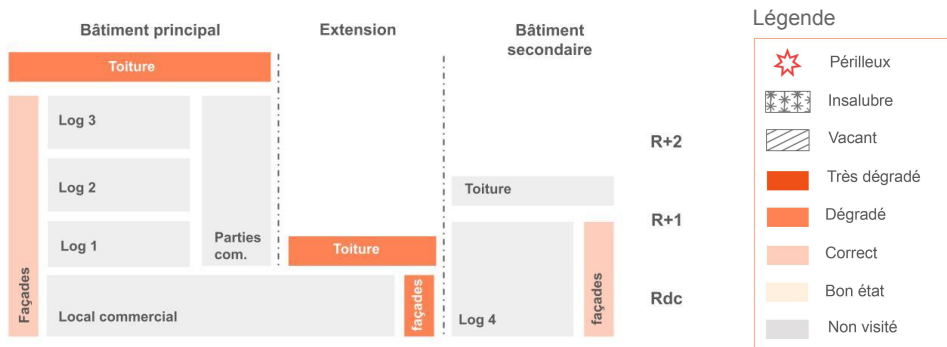 Bâtiment principal
Extension
Bâtiment
secondaire
Toiture
Log 3
Log 2
Log 1
Parties
com.
Façades
Local commercial
Toiture
façades
Toiture
Log 4
façades
R+2
R+1
Rdc
Légende
Périlleux
Insalubre
Vacant
Très dégradé
Dégradé
Correct
Bon état
Non visité